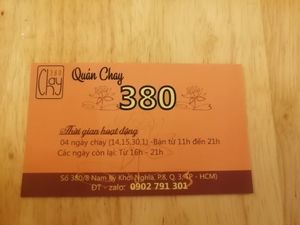 380
Chay
Quán Chay
380
Thời gian hoạt động
04 ngày chay (14,15,30,1) -Bán từ 11h đến 21h
Các ngày còn lại: Từ 16h - 21h
Số 380/8 Nam Kỳ Khởi Nghĩa, P.8, Q.3, TP - HCM)
ĐT - zalo: 0902 791 301